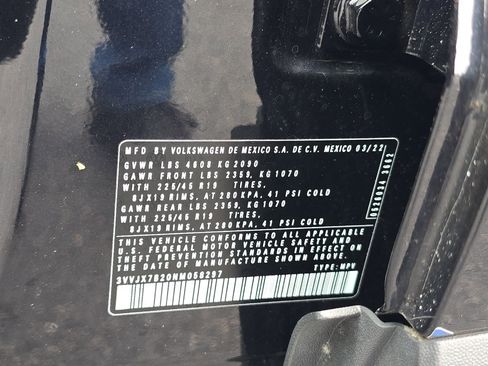 MFD BY VOLKSWAGEN DE MEXICO S.A. DE C.V. MEXICO 03/22
GVWR LBS 4608 KG 2090
GAWR FRONT LBS 2359, KG 1070
WITH 225/45 R19 TIRES,
8JX19 RIMS, AT 280 KPA, 41 PSI COLD
GAWR REAR LBS 2359, KG 1070
WITH 225/45 R19 TIRES,
8JX19 RIMS, AT 280 KPA, 41 PSI COLD
THIS VEHICLE CONFORMS TO ALL APPLICABLE
U.S. FEDERAL MOTOR VEHICLE SAFETY AND
THEFT PREVENTION STANDARDS IN EFFECT
ON THE DATE OF MANUFACTURE SHOWN ABOVE.
3VVJX7B20NM058297 TYPE: MPV
0526034 3802